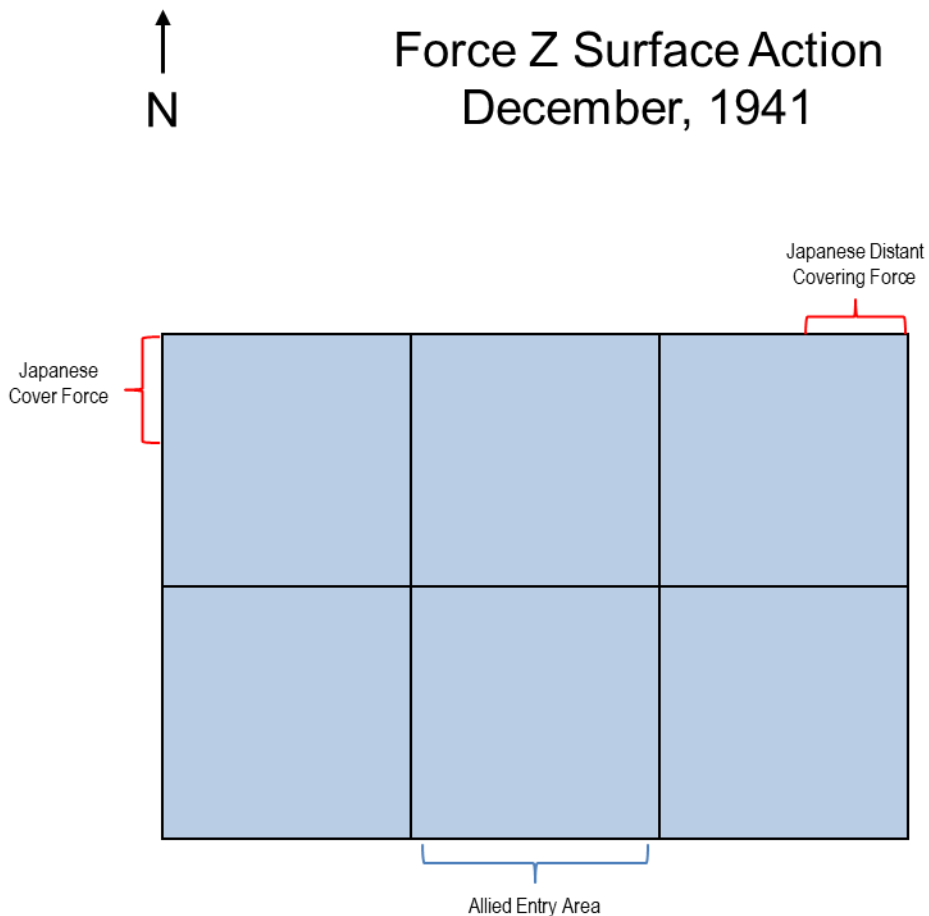 Force Z Surface Action
December, 1941
N
Japanese Distant
Covering Force
Japanese
Cover Force
Allied Entry Area